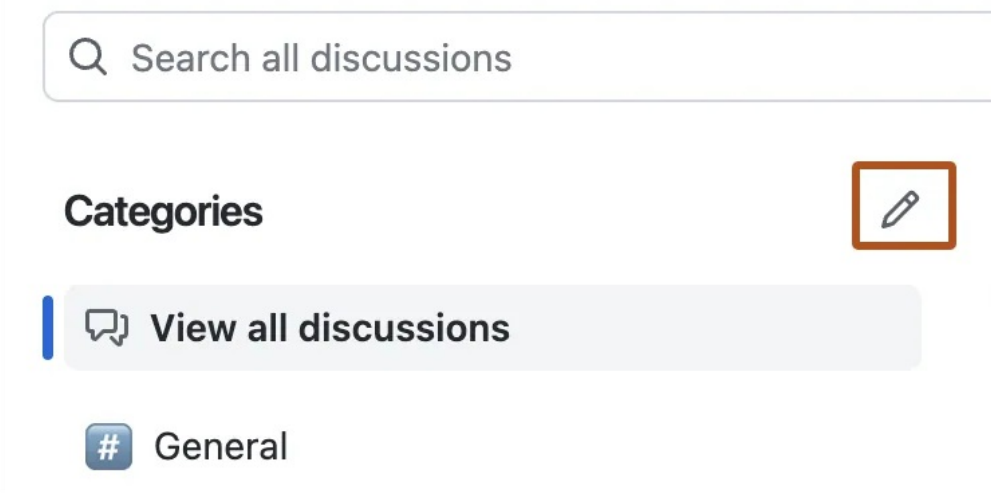 Search all discussions
Categories
View all discussions
# General